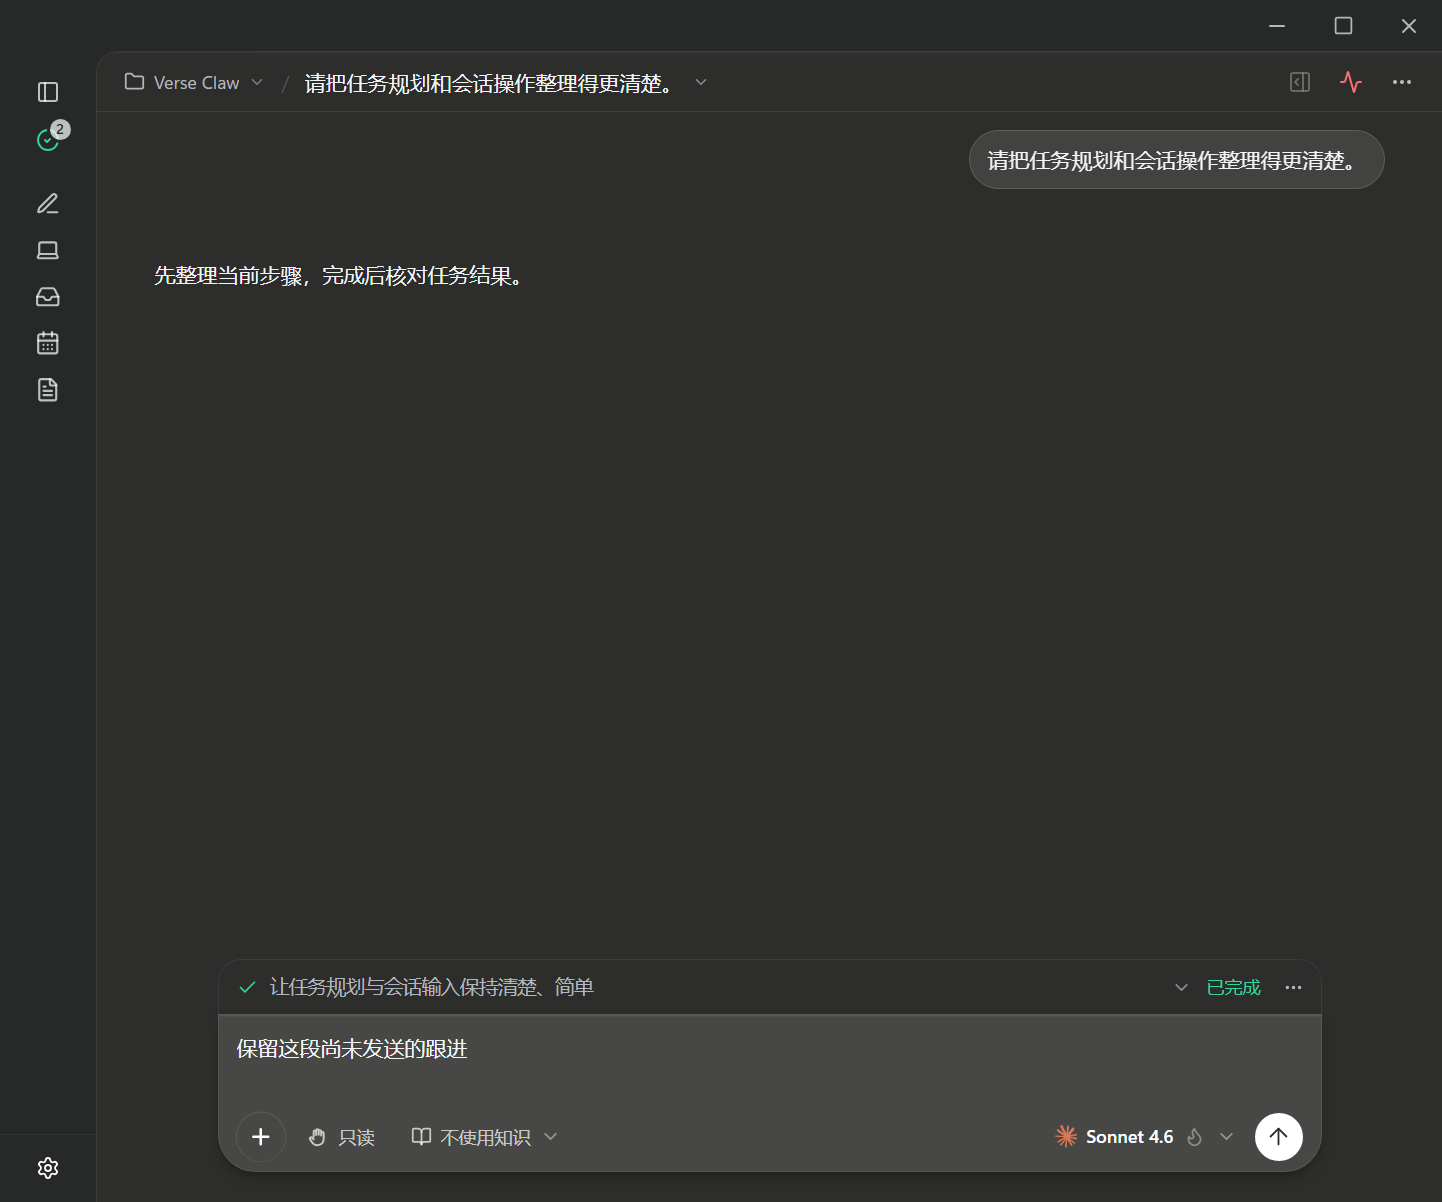 2
Verse Claw / 请把任务规划和会话操作整理得更清楚。
请把任务规划和会话操作整理得更清楚。
先整理当前步骤，完成后核对任务结果。
让任务规划与会话输入保持清楚、简单 已完成
保留这段尚未发送的跟进
只读 不使用知识 Sonnet 4.6